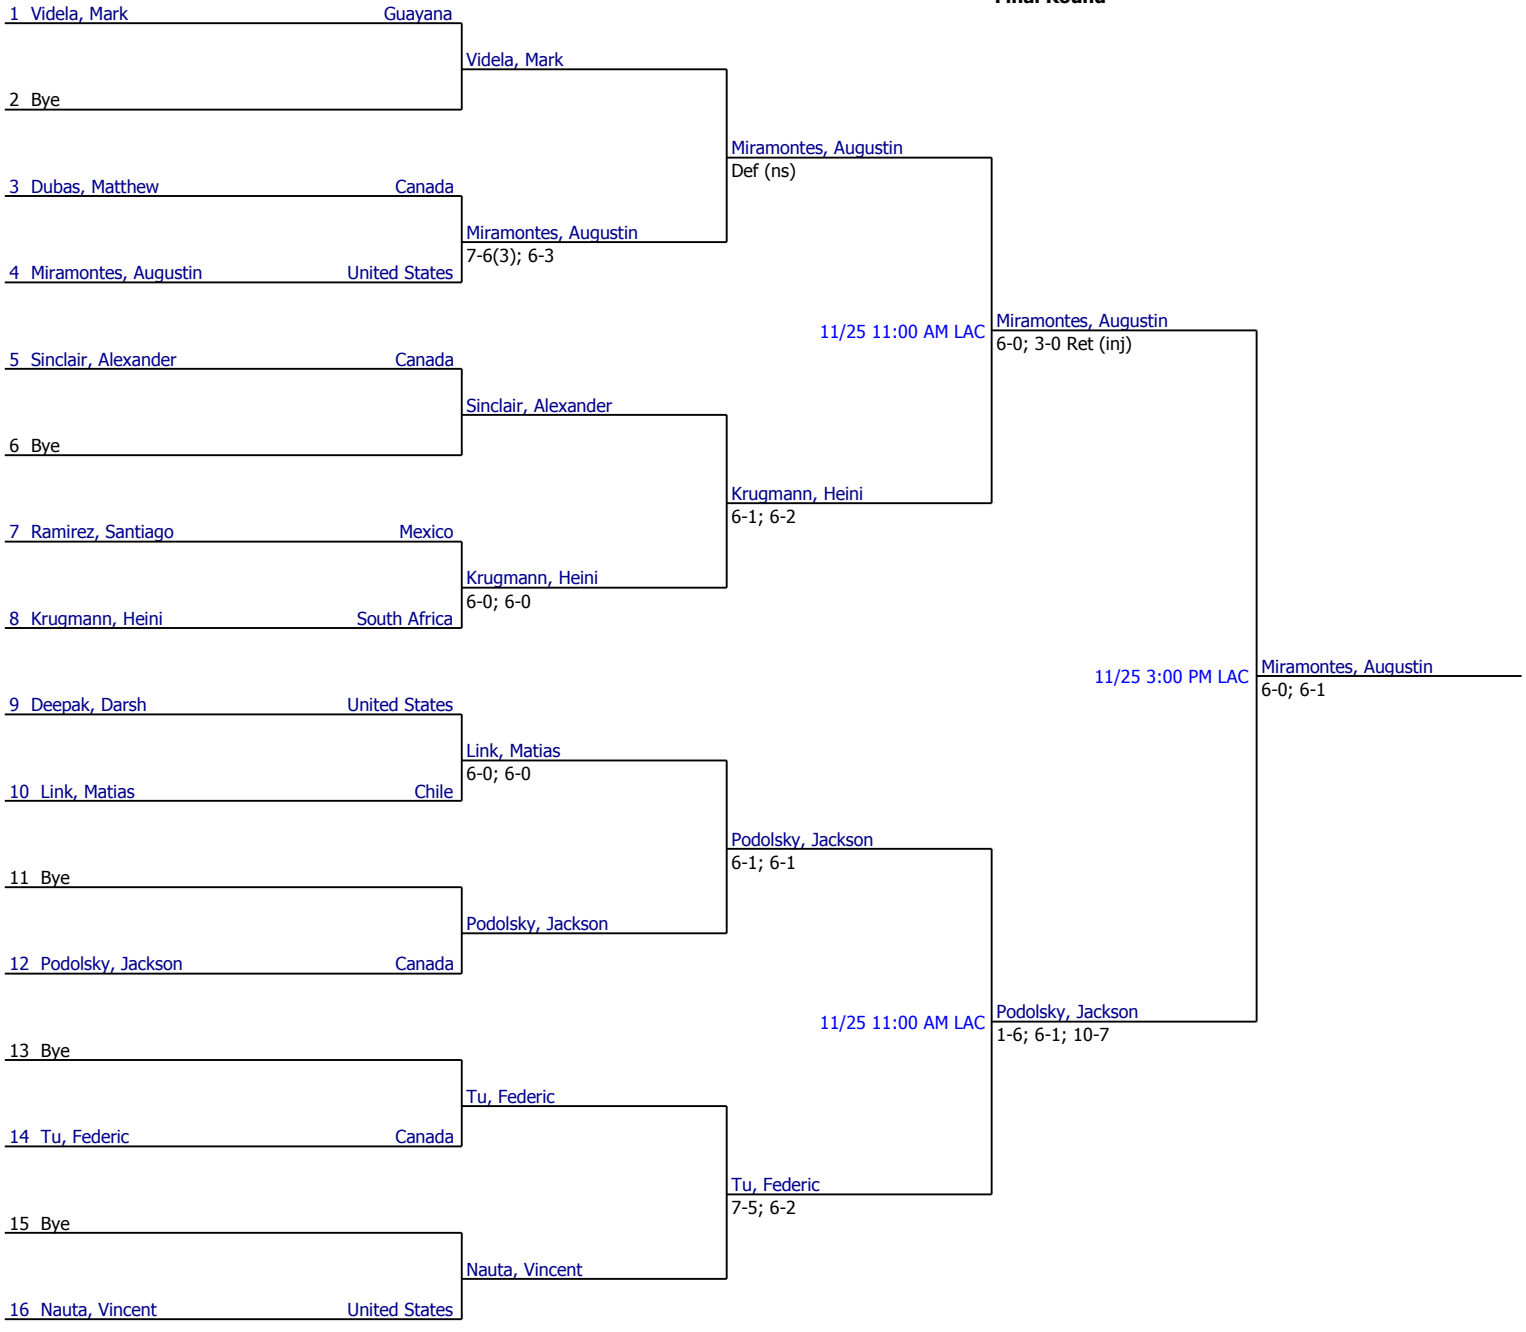 Final Round
1 Videla, Mark Guayana
Videla, Mark
2 Bye
Miramontes, Augustin
Def (ns)
3 Dubas, Matthew Canada
Miramontes, Augustin
7-6(3); 6-3
4 Miramontes, Augustin United States
11/25 11:00 AM LAC Miramontes, Augustin
6-0; 3-0 Ret (inj)
5 Sinclair, Alexander Canada
Sinclair, Alexander
6 Bye
Krugmann, Heini
6-1; 6-2
7 Ramirez, Santiago Mexico
Krugmann, Heini
6-0; 6-0
8 Krugmann, Heini South Africa
11/25 3:00 PM LAC Miramontes, Augustin
6-0; 6-1
9 Deepak, Darsh United States
Link, Matias
6-0; 6-0
10 Link, Matias Chile
Podolsky, Jackson
6-1; 6-1
11 Bye
Podolsky, Jackson
12 Podolsky, Jackson Canada
11/25 11:00 AM LAC Podolsky, Jackson
1-6; 6-1; 10-7
13 Bye
Tu, Federic
14 Tu, Federic Canada
Tu, Federic
7-5; 6-2
15 Bye
Nauta, Vincent
16 Nauta, Vincent United States